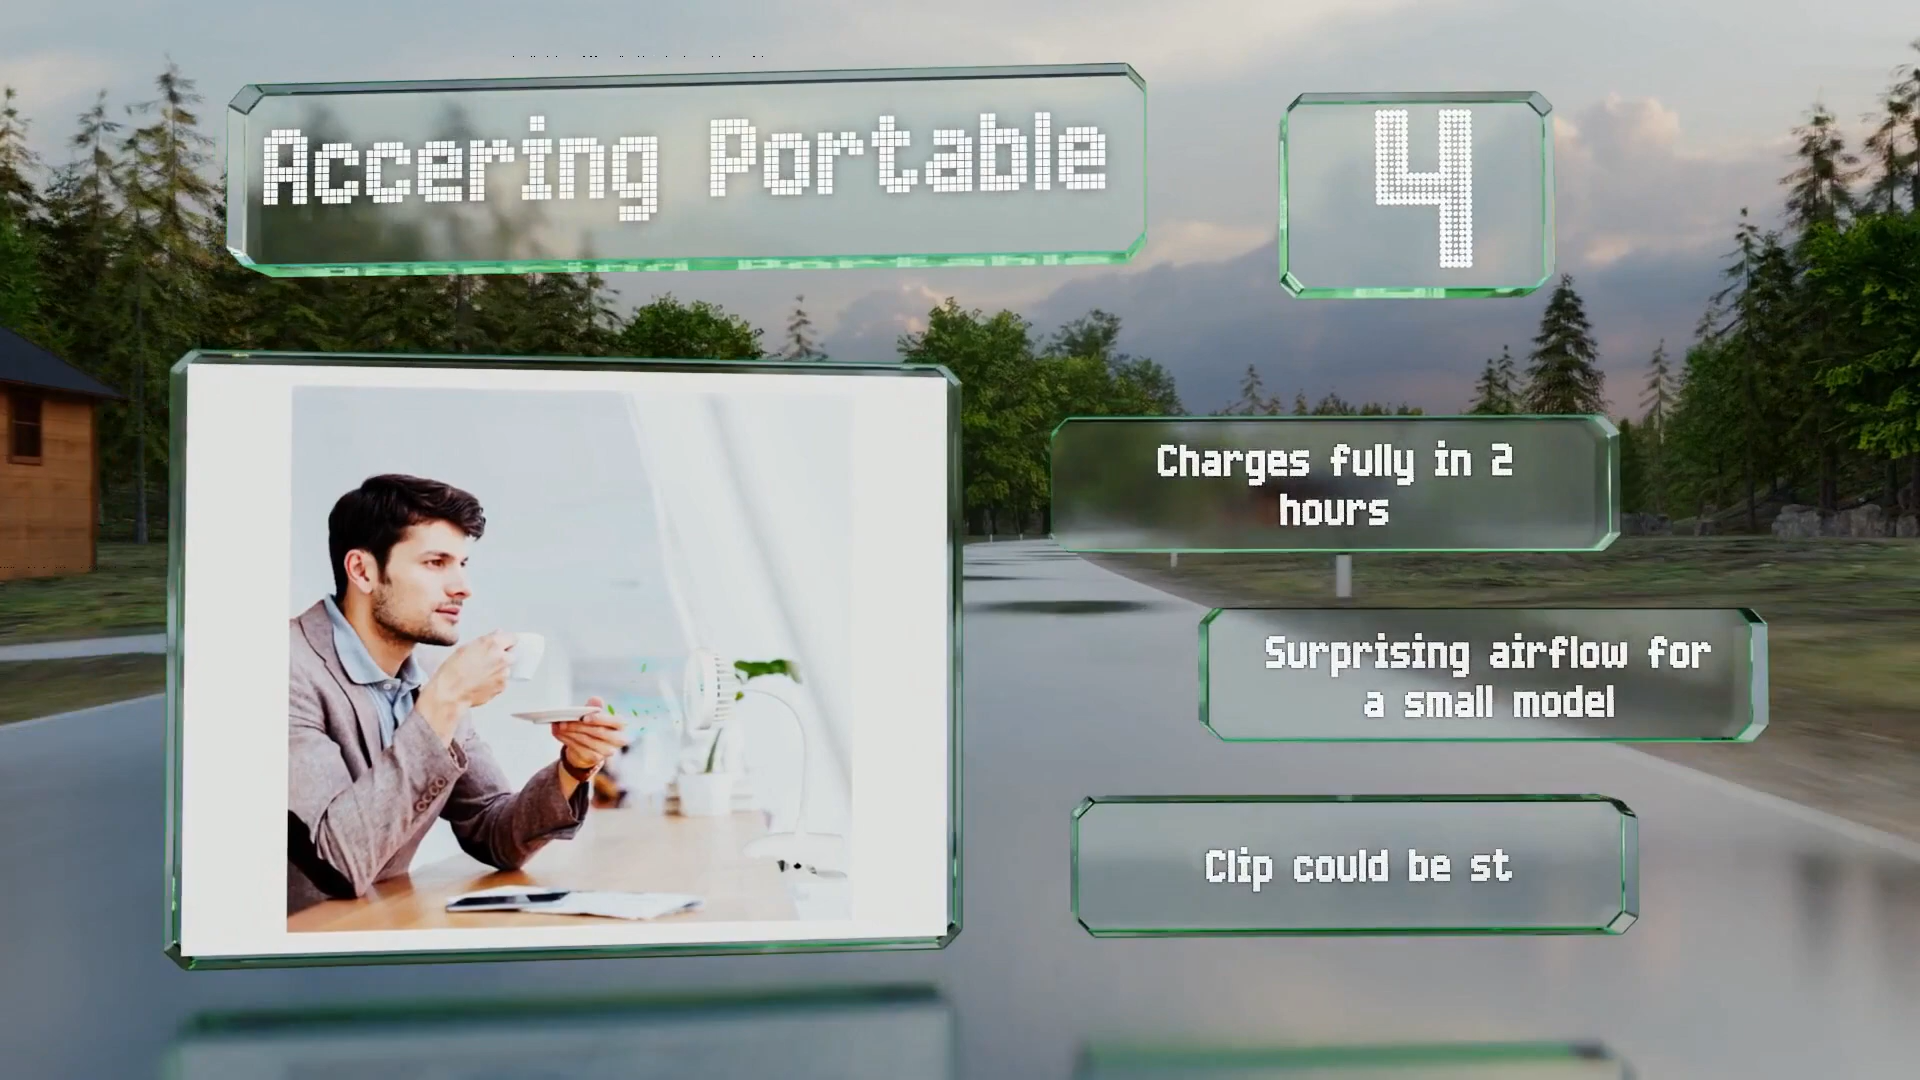 Accering Portable
4
Charges fully in 2
hours
Surprising airflow for
a small model
Clip could be st